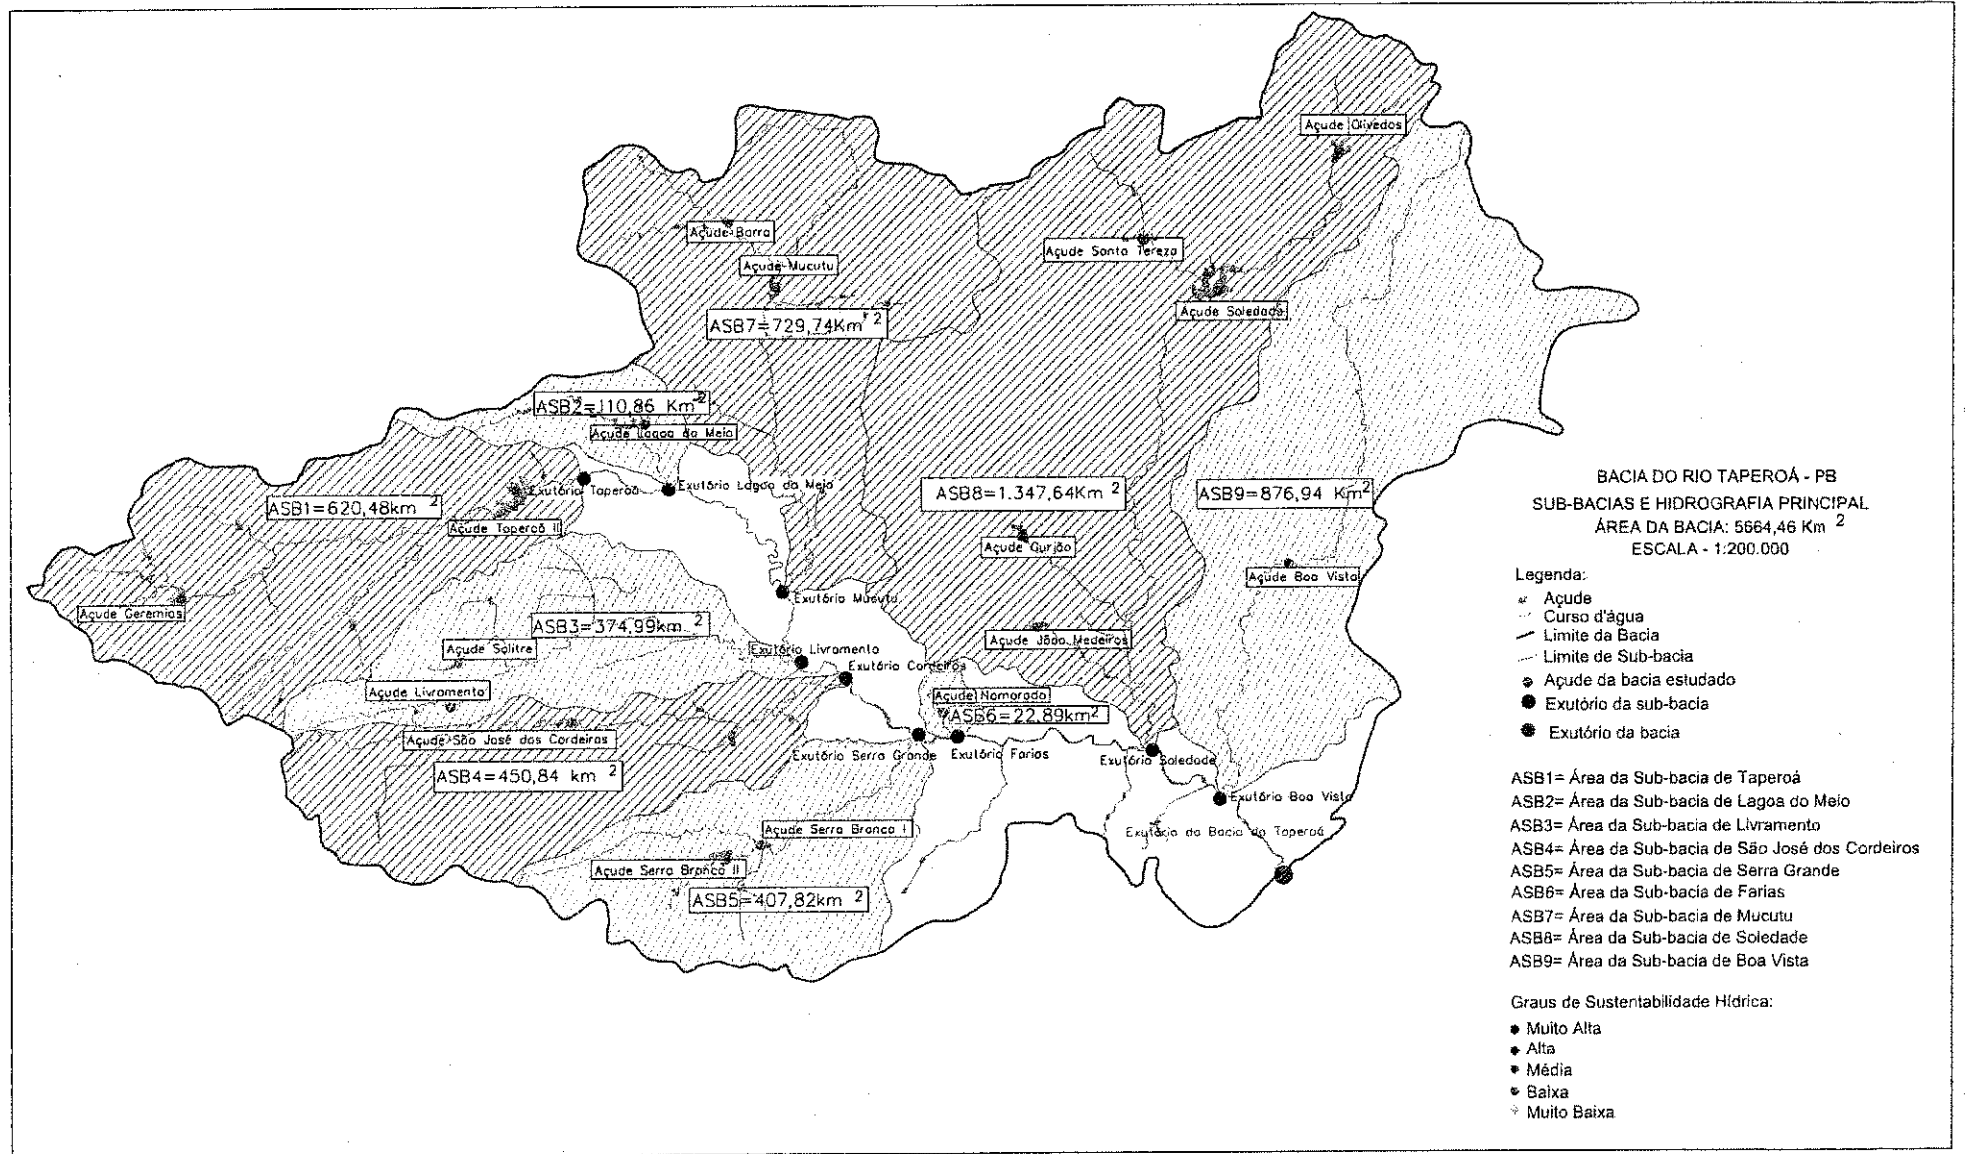 Açude Olivedos
Açude Barra
Açude Santa Tereza
Açude Mucutu
Açude Soledade
ASB7=729,74Km 2
ASB2=110,86 Km 2
Açude Lagoa do Meio
Exutório Taperoá
Exutório Lagoa do Meio
ASB1=620,48km 2
Açude Taperoá II
ASB8=1.347,64Km 2
ASB9=876,94 Km 2
Açude Gurjão
Açude Boa Vista
Açude Geremias
Exutório Mucutu
ASB3=374,99km 2
Açude João Medeiros
Açude Solitre
Exutório Livramento
Exutório Cordeiros
Açude Livramento
Açude Namorado
ASB6=22,89km 2
Açude São José dos Cordeiros
Exutório Serra Grande
Exutório Farias
Exutório Soledade
ASB4=450,84 km 2
Exutório Boa Vista
Açude Serra Branca I
Exutório da Bacia do Taperoá
Açude Serra Branca II
ASB5=407,82km 2
BACIA DO RIO TAPEROÁ - PB
SUB-BACIAS E HIDROGRAFIA PRINCIPAL
ÁREA DA BACIA: 5664,46 Km 2
ESCALA - 1:200.000
Legenda:
Açude
Curso d'água
Limite da Bacia
Limite de Sub-bacia
Açude da bacia estudado
Exutório da sub-bacia
Exutório da bacia
ASB1= Área da Sub-bacia de Taperoá
ASB2= Área da Sub-bacia de Lagoa do Meio
ASB3= Área da Sub-bacia de Livramento
ASB4= Área da Sub-bacia de São José dos Cordeiros
ASB5= Área da Sub-bacia de Serra Grande
ASB6= Área da Sub-bacia de Farias
ASB7= Área da Sub-bacia de Mucutu
ASB8= Área da Sub-bacia de Soledade
ASB9= Área da Sub-bacia de Boa Vista
Graus de Sustentabilidade Hídrica:
Muito Alta
Alta
Média
Baixa
Muito Baixa